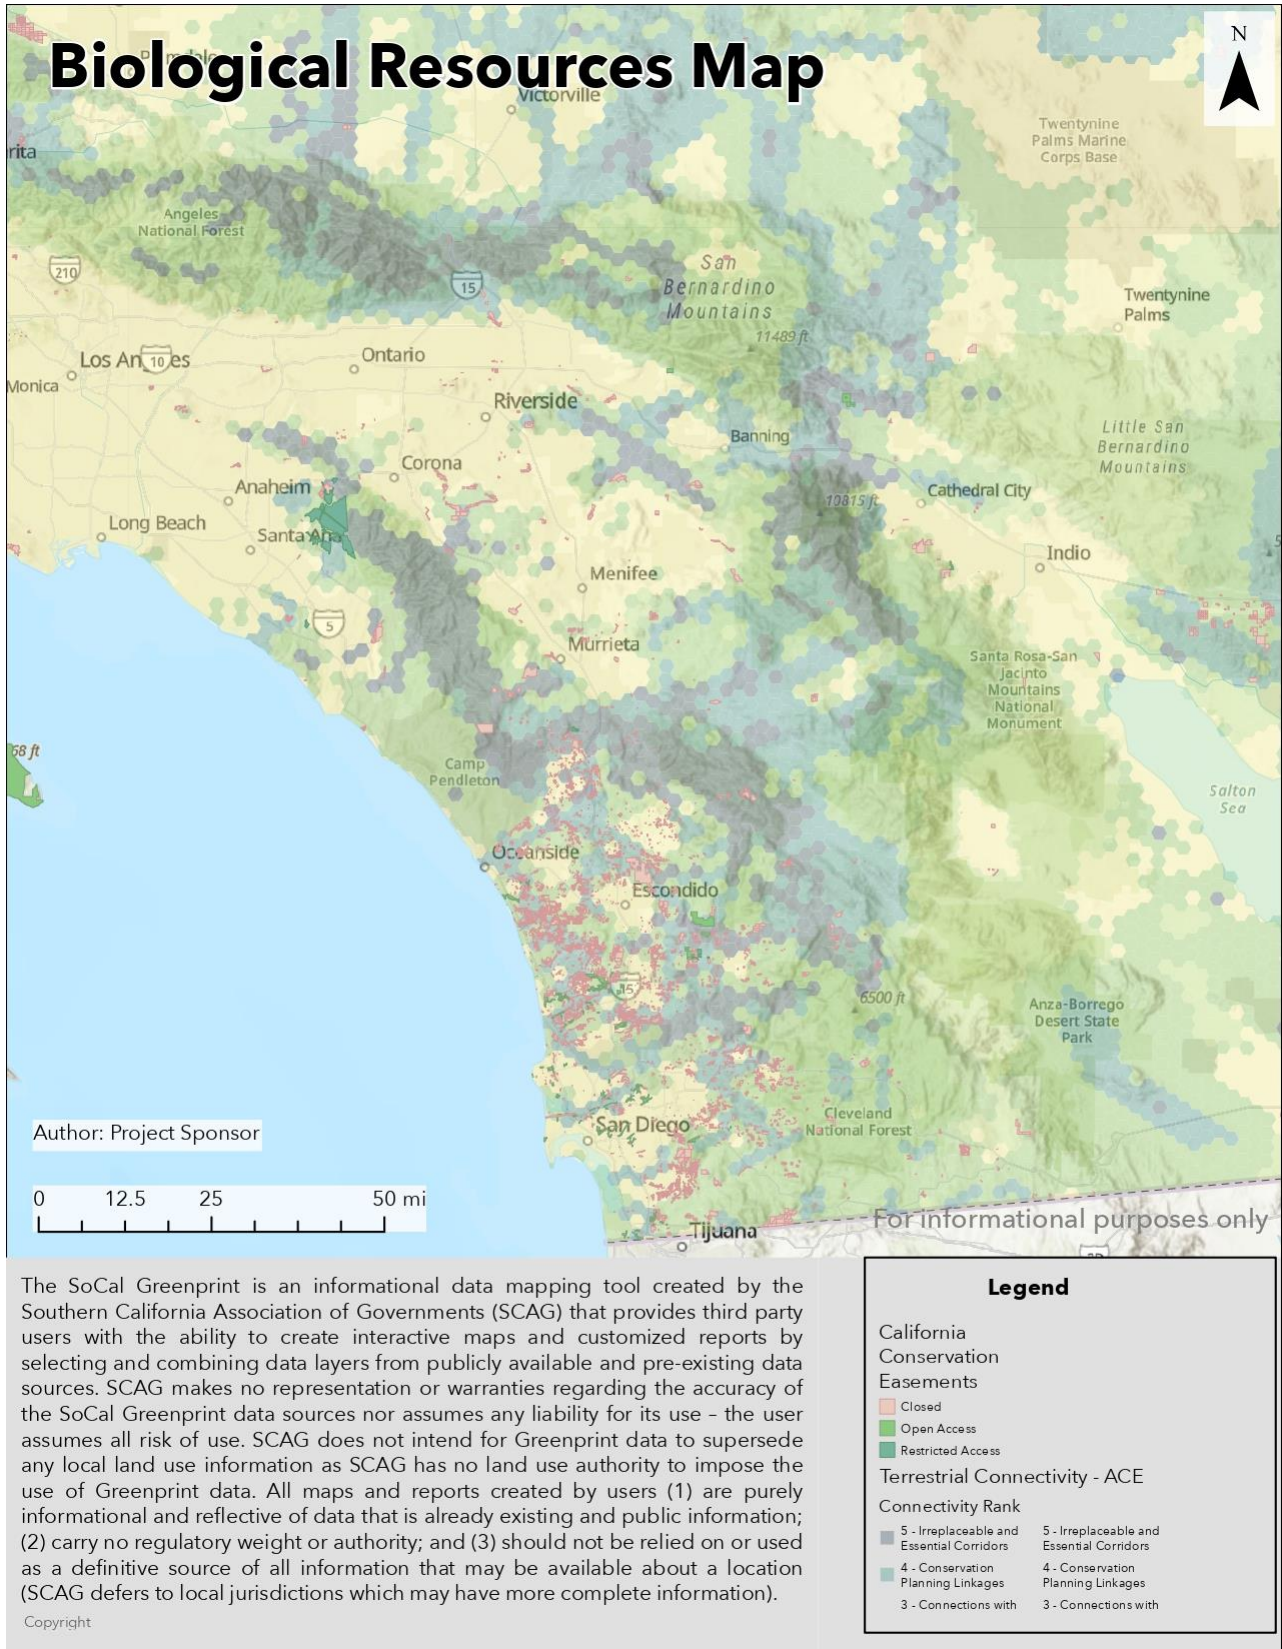 Biological Resources Map
N
Victorville
Twentynine
Palms Marine
Corps Base
rita
Angeles
National Forest
210
15
San
Bernardino
Mountains
11489 ft
Twentynine
Palms
Los Angeles
10
Ontario
Monica
Riverside
Banning
Little San
Bernardino
Mountains
Corona
Anaheim
10815 ft
Cathedral City
Long Beach
Santa Ana
Indio
Menifee
5
Murrieta
Santa Rosa-San
Jacinto
Mountains
National
Monument
68 ft
Camp
Pendleton
Salton
Sea
Oceanside
Escondido
15
6500 ft
Anza-Borrego
Desert State
Park
Cleveland
National Forest
San Diego
Author: Project Sponsor
0 12.5 25 50 mi
Tijuana
For informational purposes only
The SoCal Greenprint is an informational data mapping tool created by the
Southern California Association of Governments (SCAG) that provides third party
users with the ability to create interactive maps and customized reports by
selecting and combining data layers from publicly available and pre-existing data
sources. SCAG makes no representation or warranties regarding the accuracy of
the SoCal Greenprint data sources nor assumes any liability for its use – the user
assumes all risk of use. SCAG does not intend for Greenprint data to supersede
any local land use information as SCAG has no land use authority to impose the
use of Greenprint data. All maps and reports created by users (1) are purely
informational and reflective of data that is already existing and public information;
(2) carry no regulatory weight or authority; and (3) should not be relied on or used
as a definitive source of all information that may be available about a location
(SCAG defers to local jurisdictions which may have more complete information).
Copyright
Legend
California
Conservation
Easements
Closed
Open Access
Restricted Access
Terrestrial Connectivity - ACE
Connectivity Rank
5 - Irreplaceable and
Essential Corridors
4 - Conservation
Planning Linkages
3 - Connections with
5 - Irreplaceable and
Essential Corridors
4 - Conservation
Planning Linkages
3 - Connections with